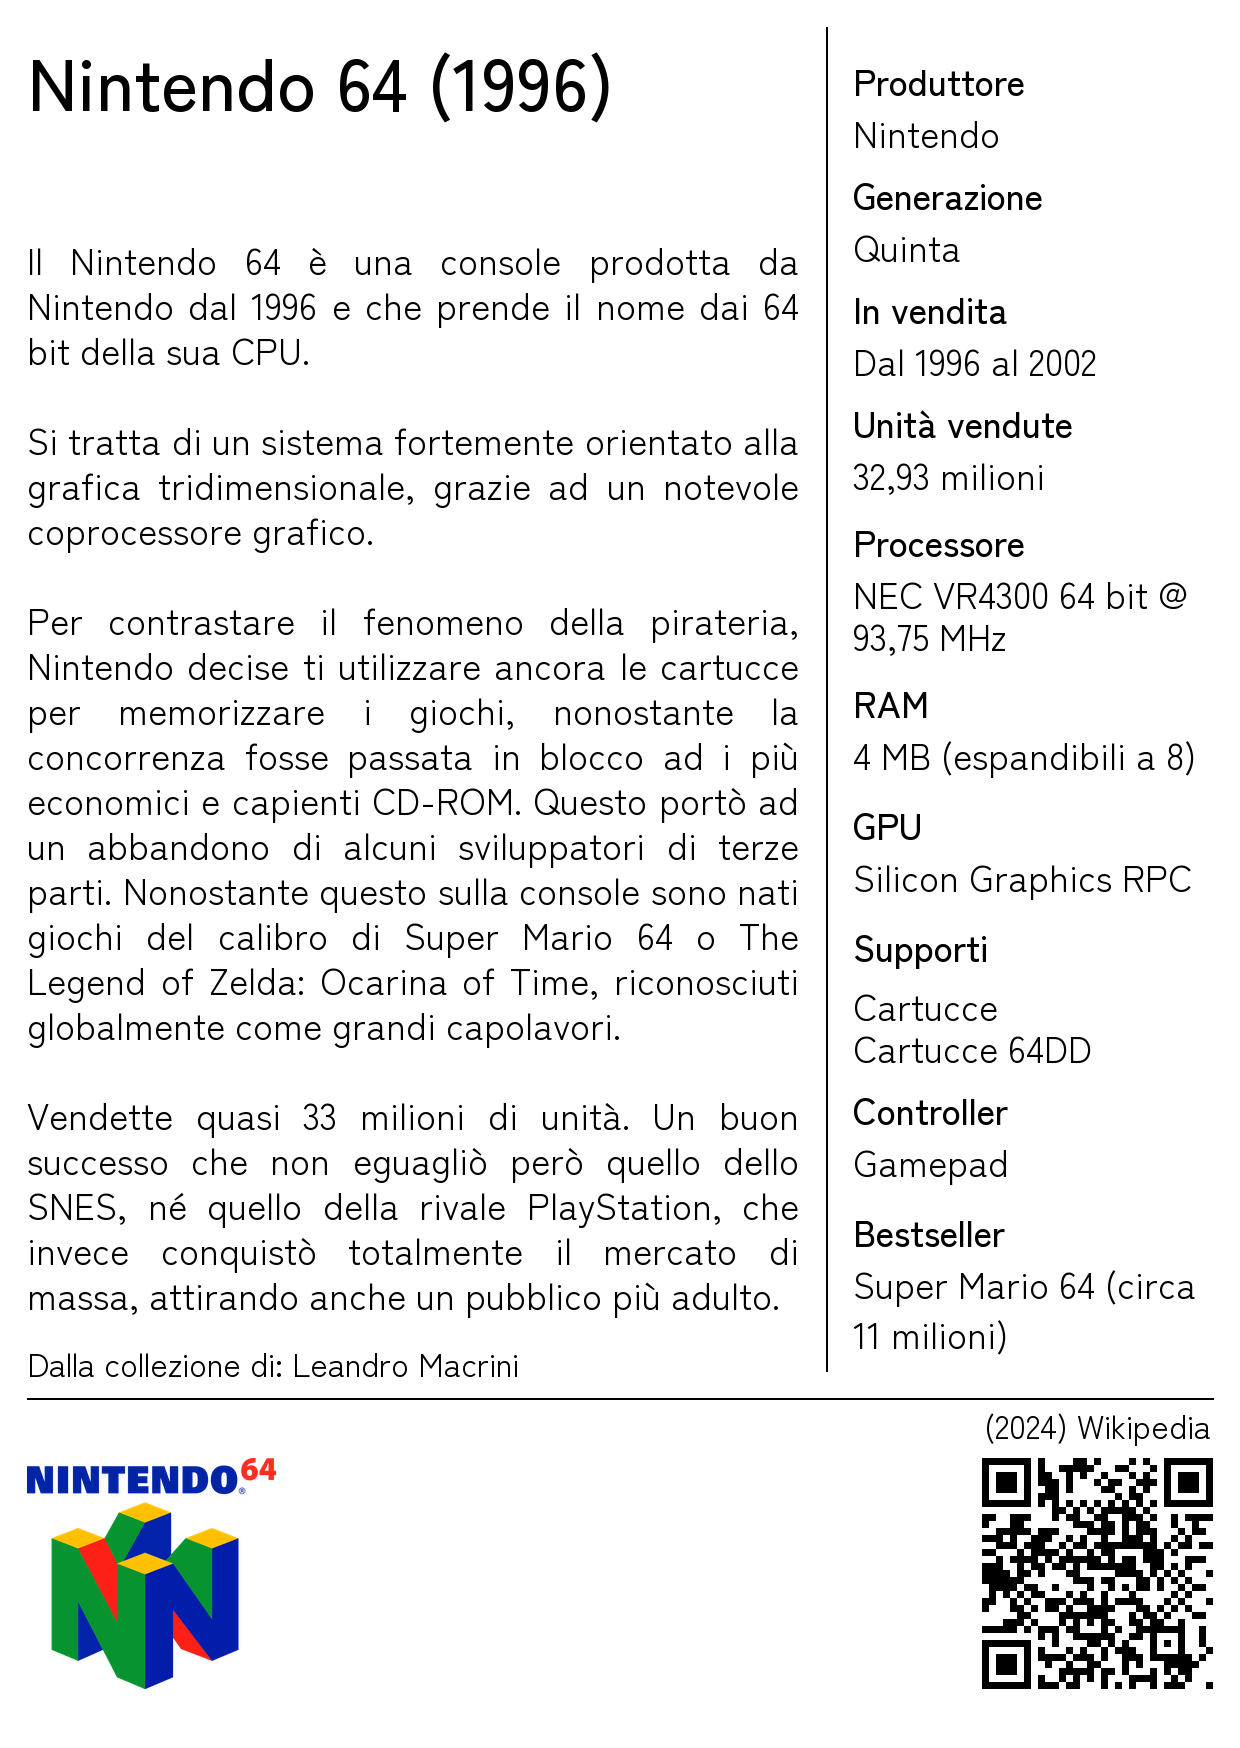 Nintendo 64 (1996)
Il Nintendo 64 è una console prodotta da
Nintendo dal 1996 e che prende il nome dai 64
bit della sua CPU.
Si tratta di un sistema fortemente orientato alla
grafica tridimensionale, grazie ad un notevole
coprocessore grafico.
Per contrastare il fenomeno della pirateria,
Nintendo decise ti utilizzare ancora le cartucce
per memorizzare i giochi, nonostante la
concorrenza fosse passata in blocco ad i più
economici e capienti CD-ROM. Questo portò ad
un abbandono di alcuni sviluppatori di terze
parti. Nonostante questo sulla console sono nati
giochi del calibro di Super Mario 64 o The
Legend of Zelda: Ocarina of Time, riconosciuti
globalmente come grandi capolavori.
Vendette quasi 33 milioni di unità. Un buon
successo che non eguagliò però quello dello
SNES, né quello della rivale PlayStation, che
invece conquistò totalmente il mercato di
massa, attirando anche un pubblico più adulto.
Dalla collezione di: Leandro Macrini
Produttore
Nintendo
Generazione
Quinta
In vendita
Dal 1996 al 2002
Unità vendute
32,93 milioni
Processore
NEC VR4300 64 bit @
93,75 MHz
RAM
4 MB (espandibili a 8)
GPU
Silicon Graphics RPC
Supporti
Cartucce
Cartucce 64DD
Controller
Gamepad
Bestseller
Super Mario 64 (circa
11 milioni)
(2024) Wikipedia
NINTENDO 64 ®